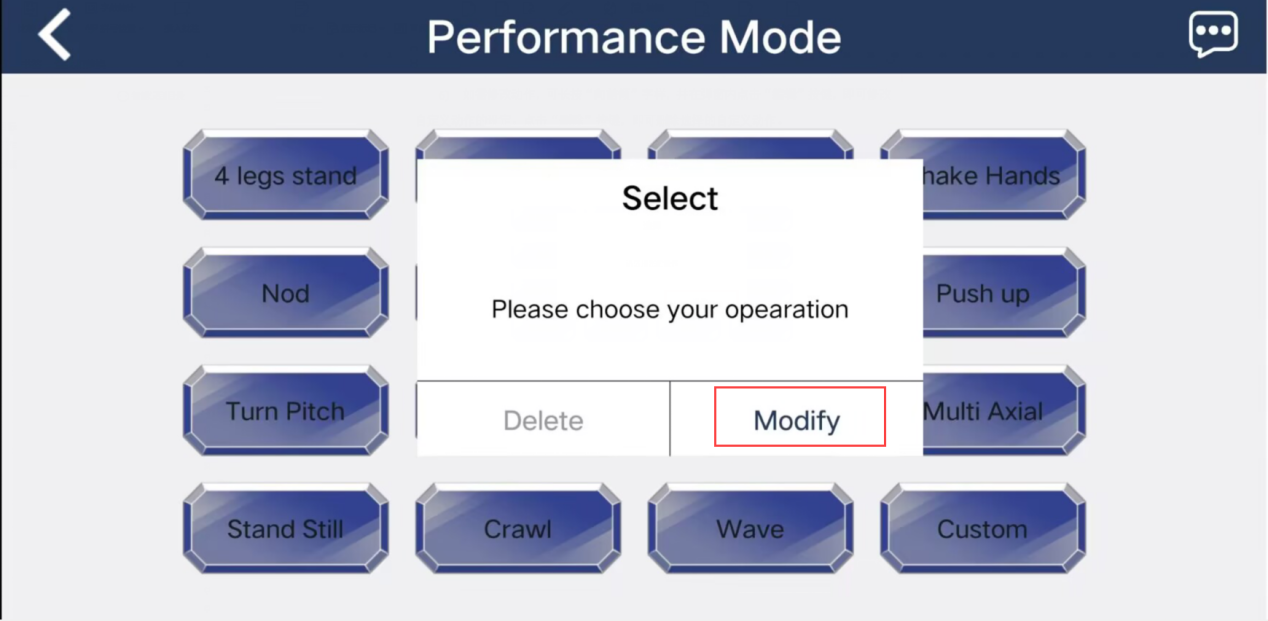 Performance Mode
4 legs stand
hake Hands
Select
Nod
Please choose your opearation
Push up
Turn Pitch
Delete
Modify
Multi Axial
Stand Still
Crawl
Wave
Custom